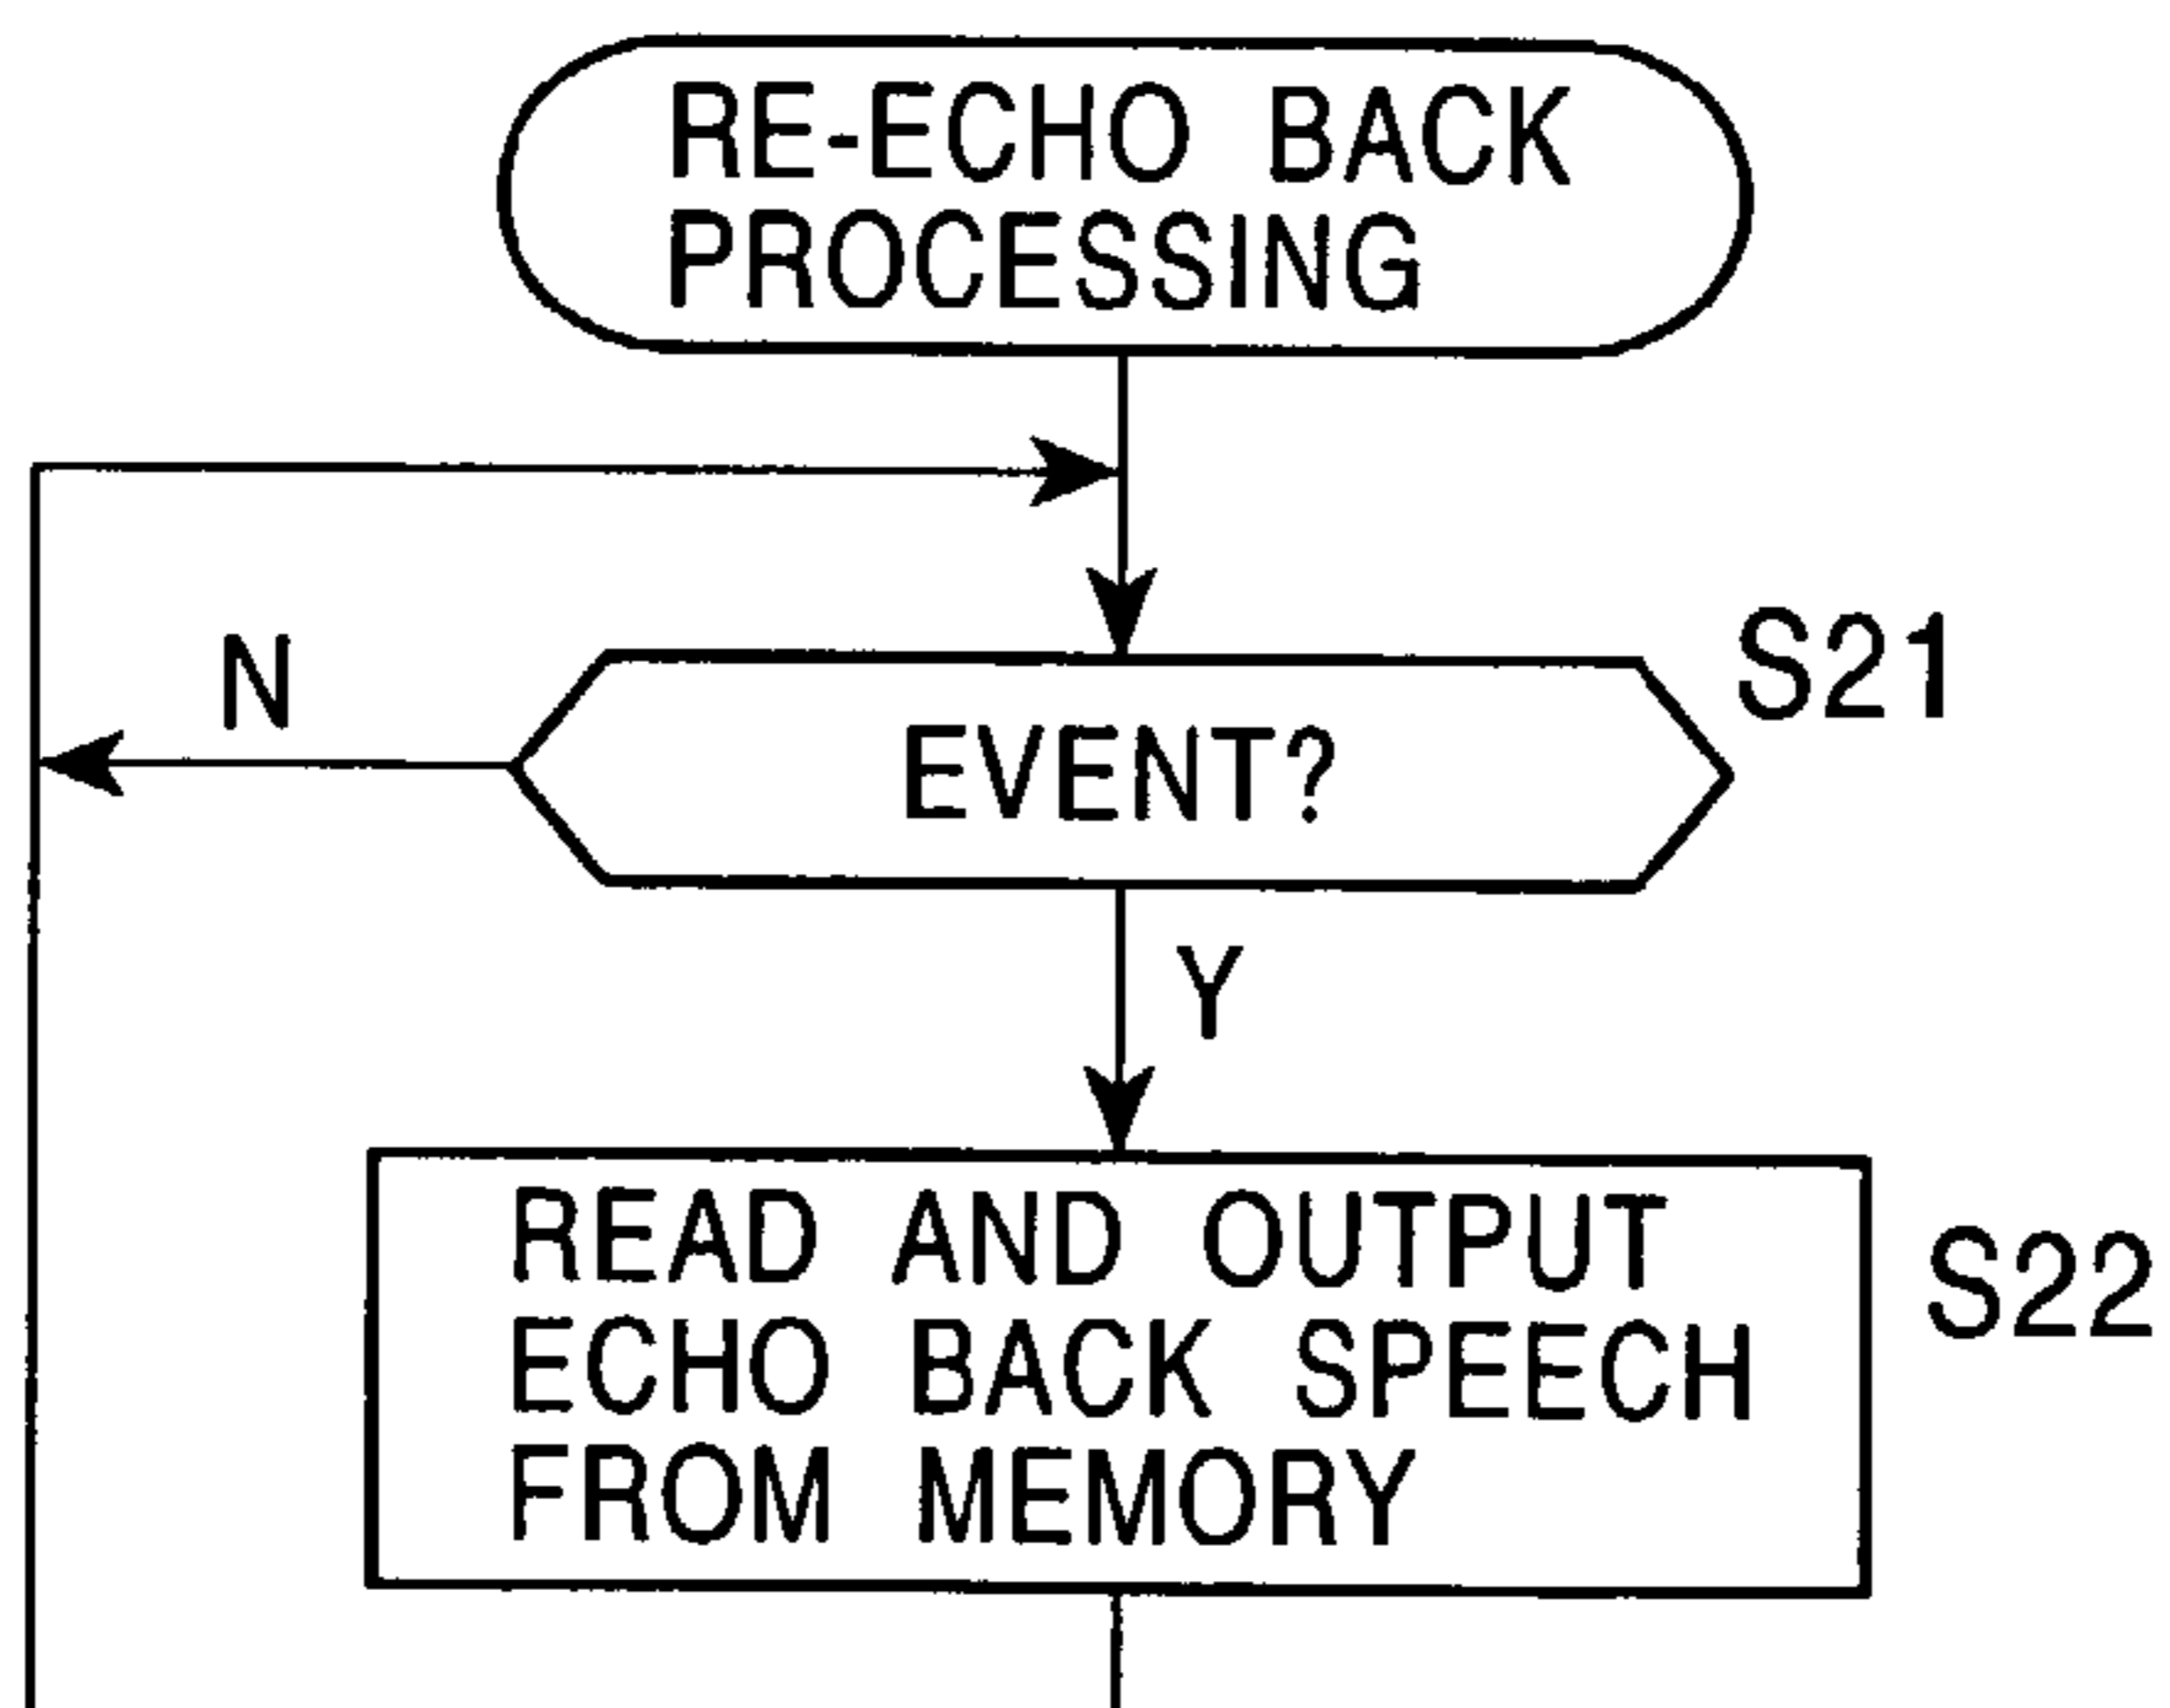 RE-ECHO BACK
PROCESSING
S21
N
EVENT?
Y
READ AND OUTPUT
ECHO BACK SPEECH
FROM MEMORY
S22